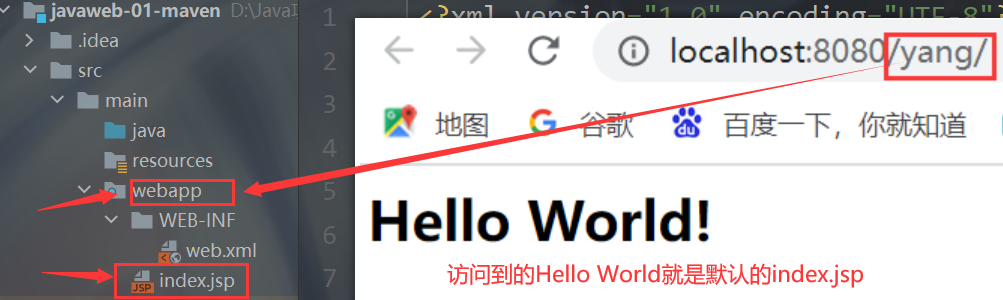 javaweb-01-maven D:\Java
.idea
src
main
java
resources
webapp
WEB-INF
web.xml
index.jsp
JSP
1
2
3
4
5
6
7
<?xml version="1.0" encoding="UTF-8"?>
localhost:8080/yang/
地图
谷歌
百度一下，你就知道
Hello World!
访问到的Hello World就是默认的index.jsp